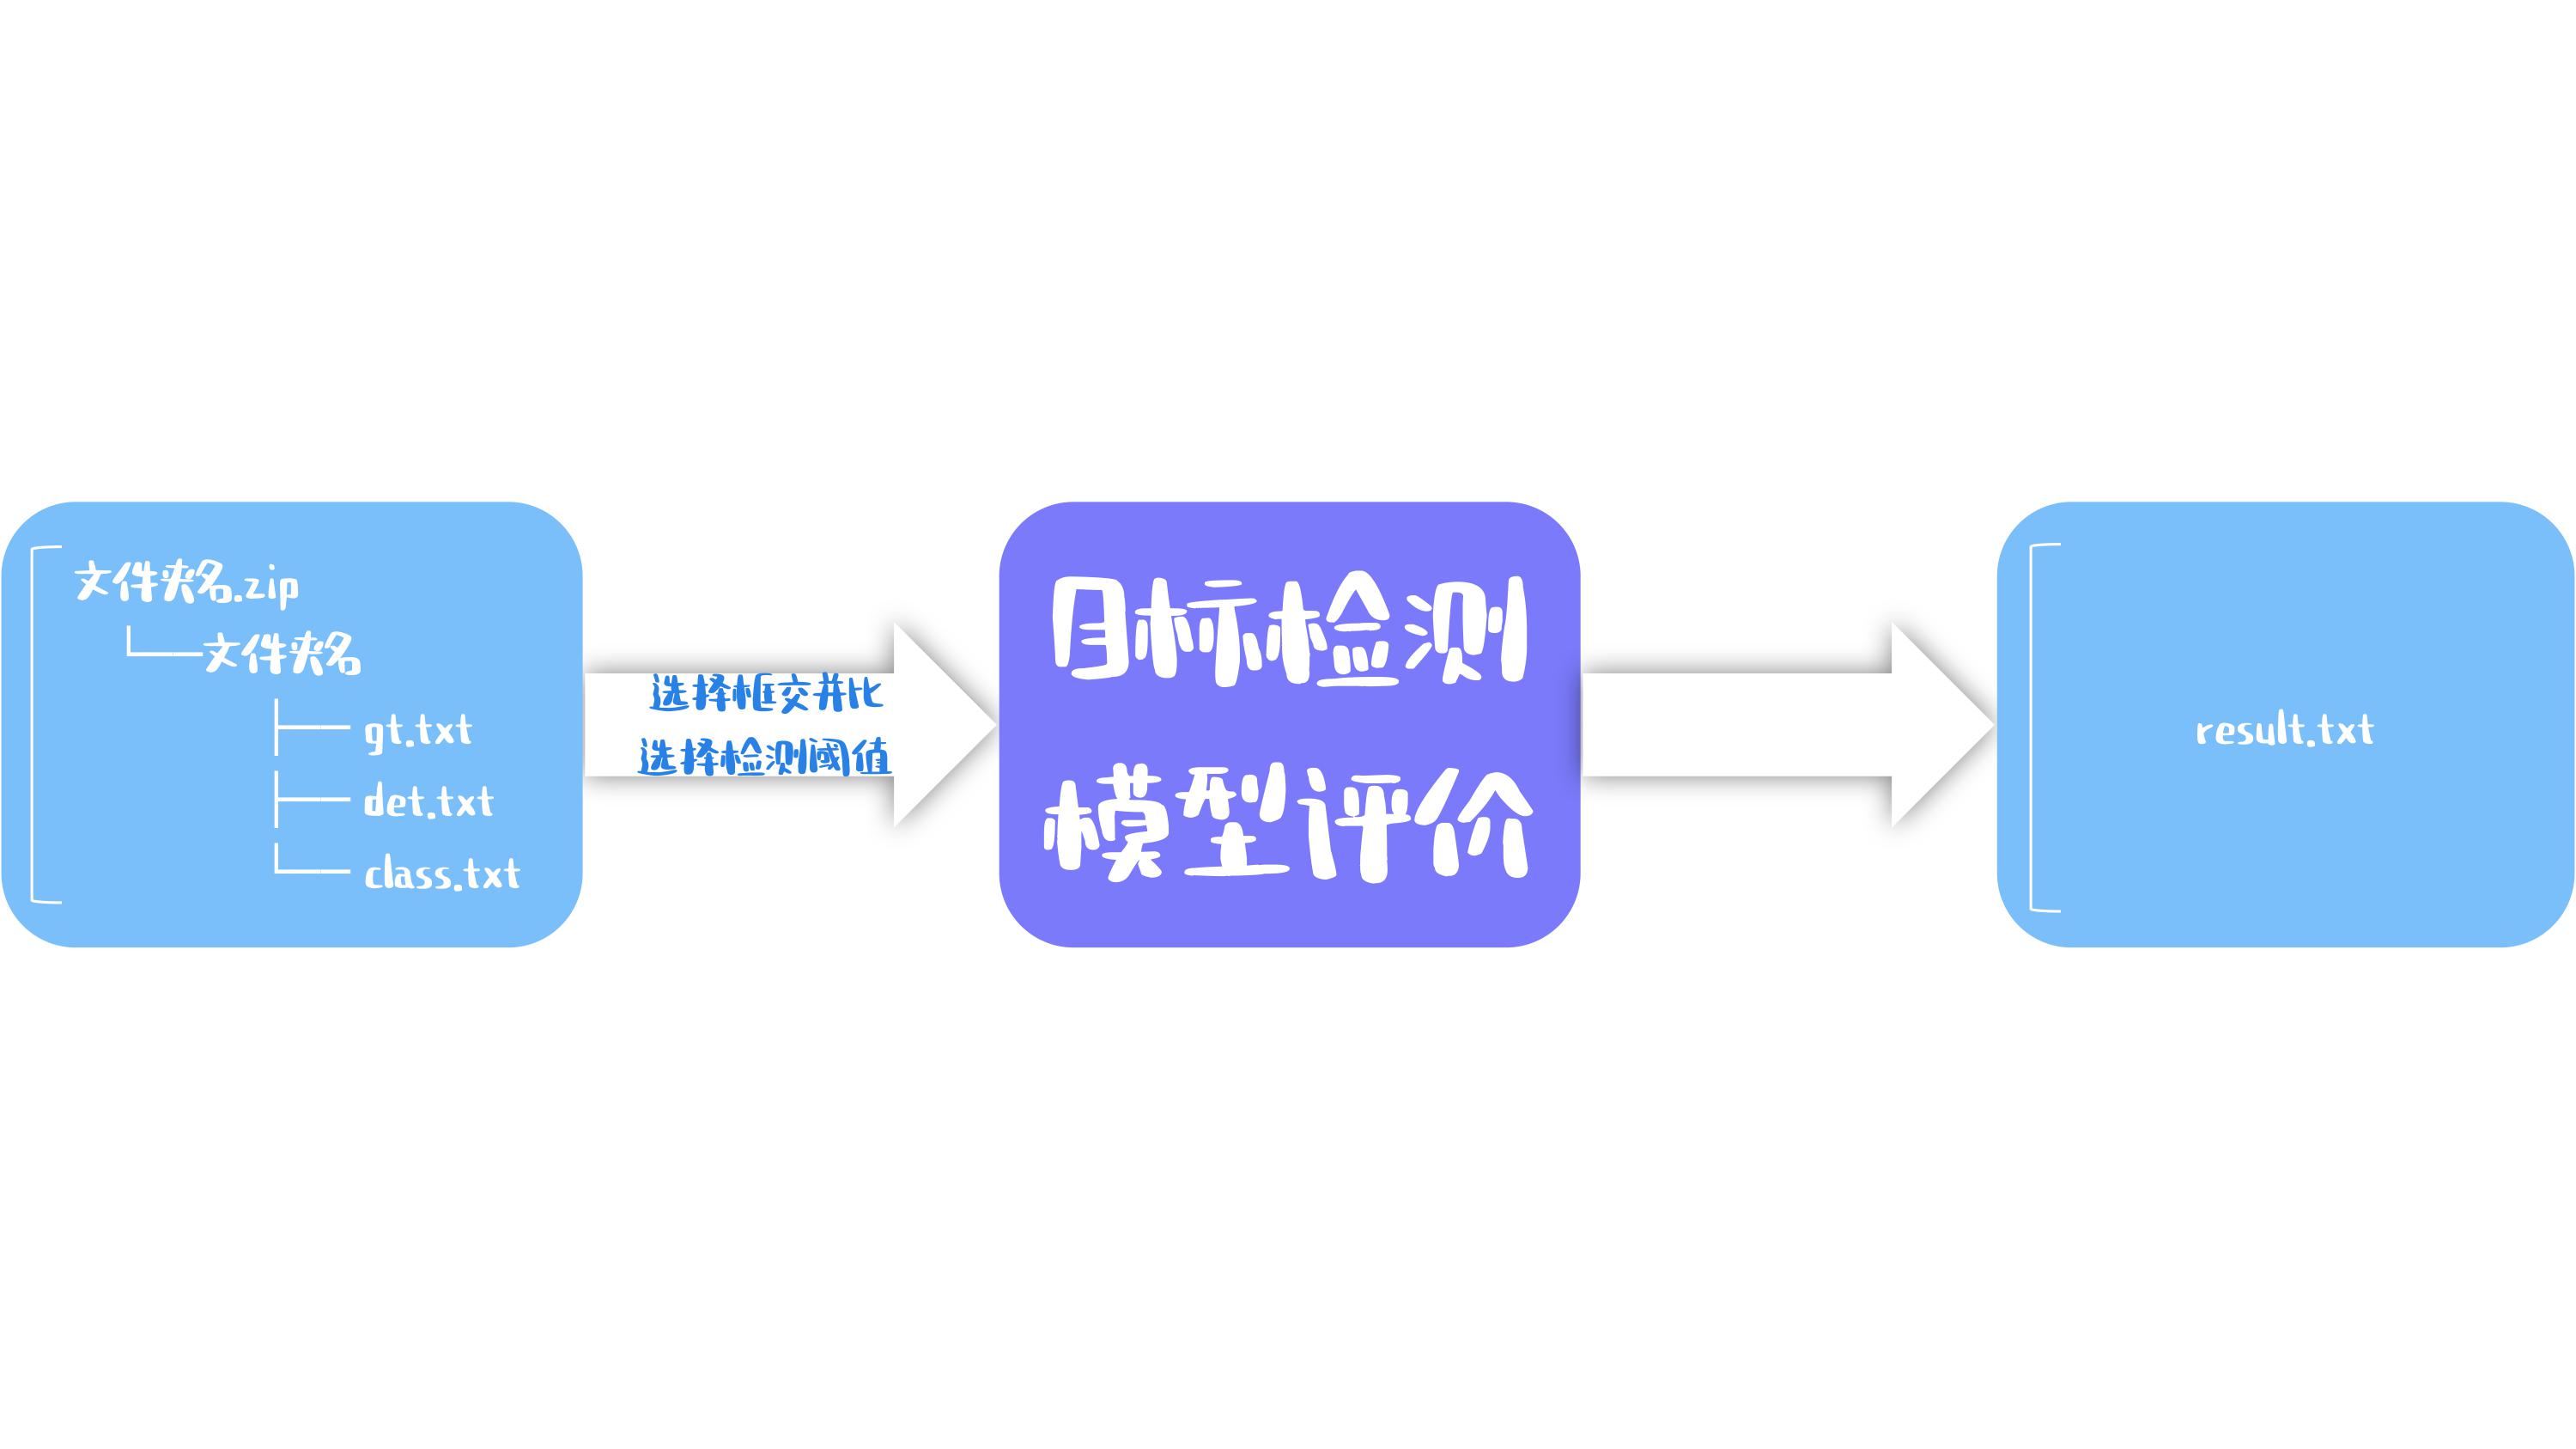 文件夹名.zip
└──文件夹名
├── gt.txt
├── det.txt
└── class.txt
选择框交并比
选择检测阈值
目标检测
模型评价
result.txt